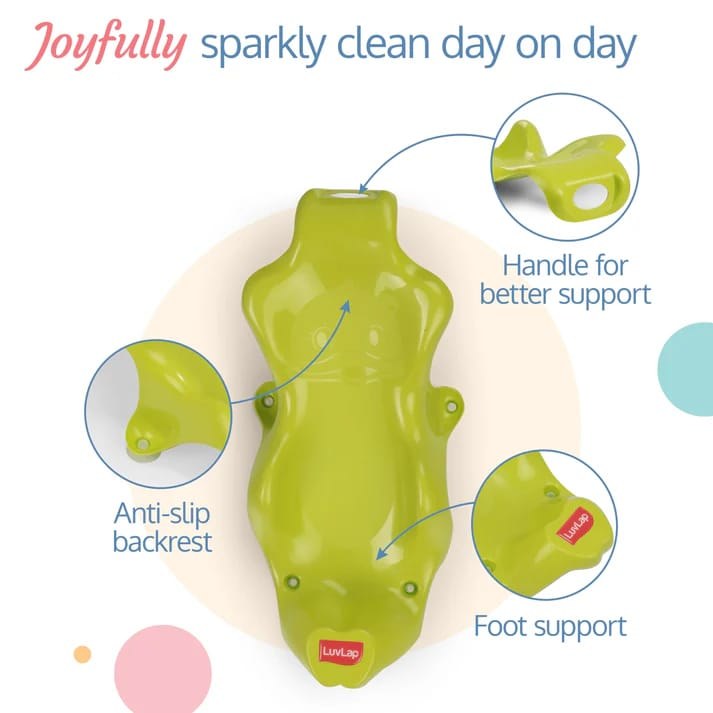 Joyfully sparkly clean day on day
Handle for
better support
Anti-slip
backrest
LuvLap
Foot support
LuvLap